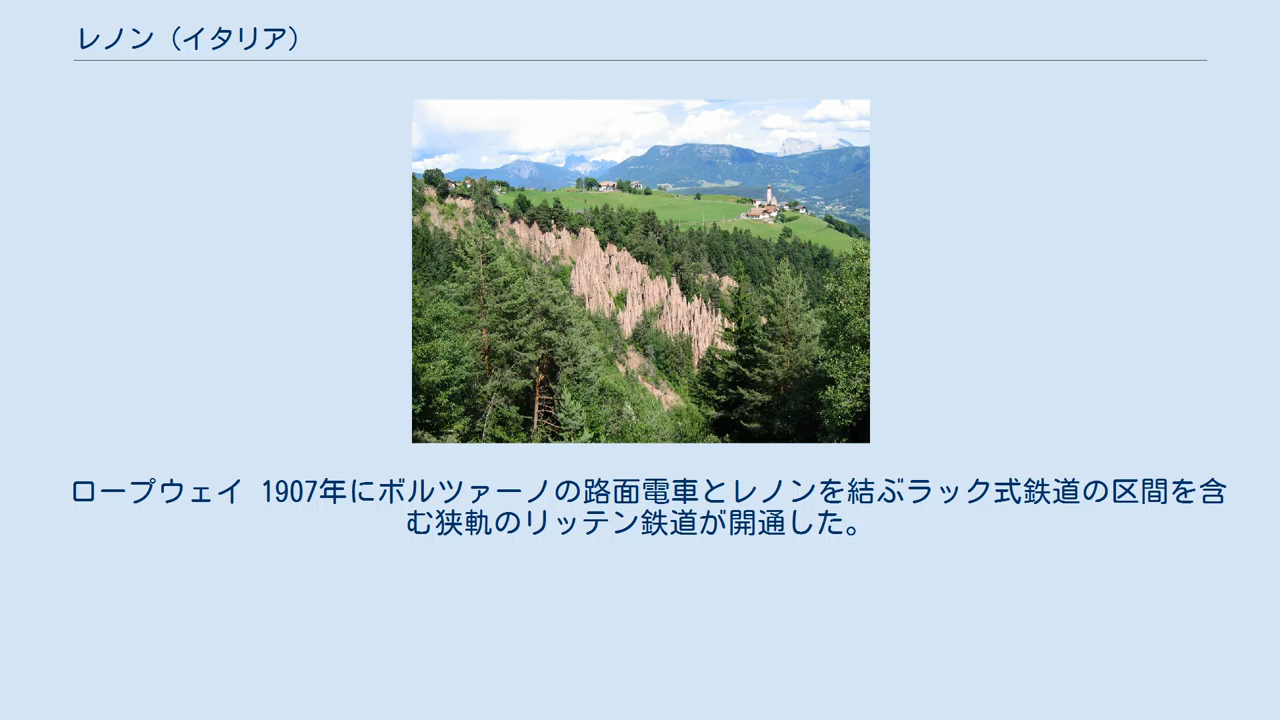 レノン（イタリア）
ロープウェイ 1907年にボルツァーノの路面電車とレノンを結ぶラック式鉄道の区間を含
む狭軌のリッテン鉄道が開通した。